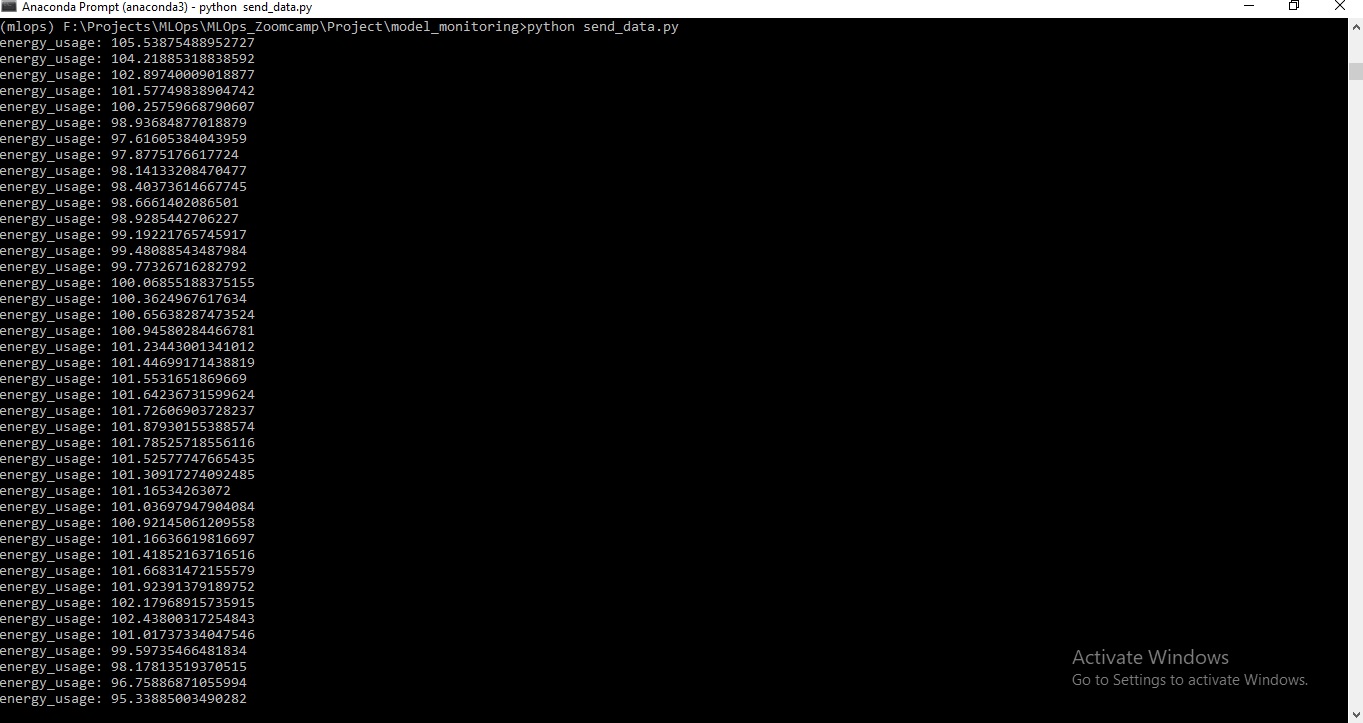 Anaconda Prompt (anaconda3) - python send_data.py
(mlops) F:\Projects\MLOps\MLOps_Zoomcamp\Project\model_monitoring>python send_data.py
energy_usage: 105.53875488952727
energy_usage: 104.21885318838592
energy_usage: 102.89740009018877
energy_usage: 101.57749838904742
energy_usage: 100.25759668790607
energy_usage: 98.93684877018879
energy_usage: 97.61605384043959
energy_usage: 97.8775176617724
energy_usage: 98.14133208470477
energy_usage: 98.40373614667745
energy_usage: 98.6661402086501
energy_usage: 98.9285442706227
energy_usage: 99.19221765745917
energy_usage: 99.48088543487984
energy_usage: 99.77326716282792
energy_usage: 100.06855188375155
energy_usage: 100.3624967617634
energy_usage: 100.65638287473524
energy_usage: 100.94580284466781
energy_usage: 101.23443001341012
energy_usage: 101.44699171438819
energy_usage: 101.5531651869669
energy_usage: 101.64236731599624
energy_usage: 101.72606903728237
energy_usage: 101.87930155388574
energy_usage: 101.78525718556116
energy_usage: 101.52577747665435
energy_usage: 101.30917274092485
energy_usage: 101.16534263072
energy_usage: 101.03697947904084
energy_usage: 100.92145061209558
energy_usage: 101.16636619816697
energy_usage: 101.41852163716516
energy_usage: 101.66831472155579
energy_usage: 101.92391379189752
energy_usage: 102.17968915735915
energy_usage: 102.43800317254843
energy_usage: 101.01737334047546
energy_usage: 99.59735466481834
energy_usage: 98.17813519370515
energy_usage: 96.75886871055994
energy_usage: 95.33885003490282
Activate Windows
Go to Settings to activate Windows.